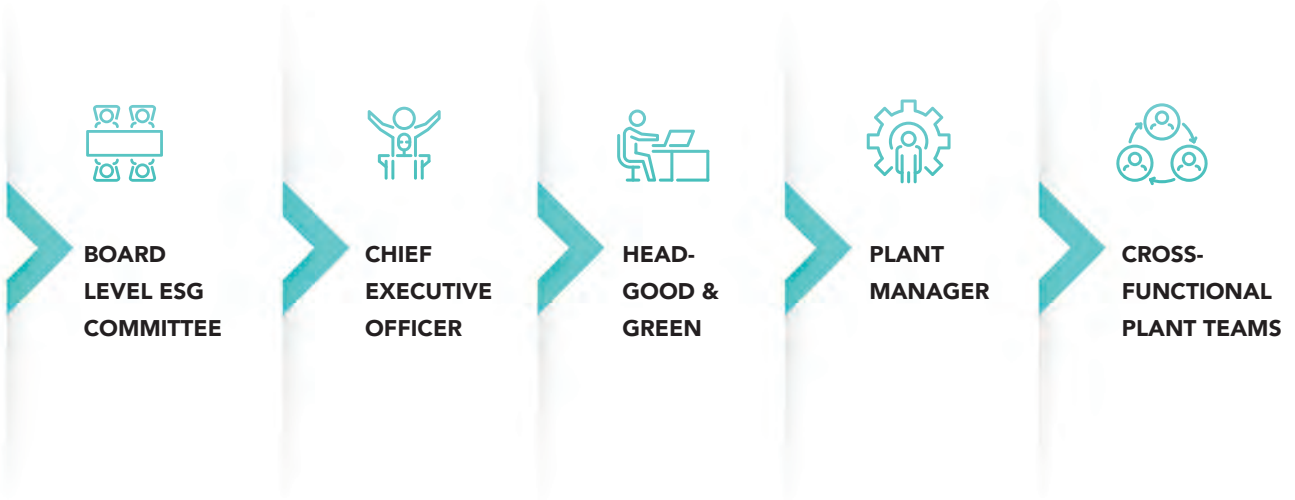 BOARD
LEVEL ESG
COMMITTEE
CHIEF
EXECUTIVE
OFFICER
HEAD-
GOOD &
GREEN
PLANT
MANAGER
CROSS-
FUNCTIONAL
PLANT TEAMS